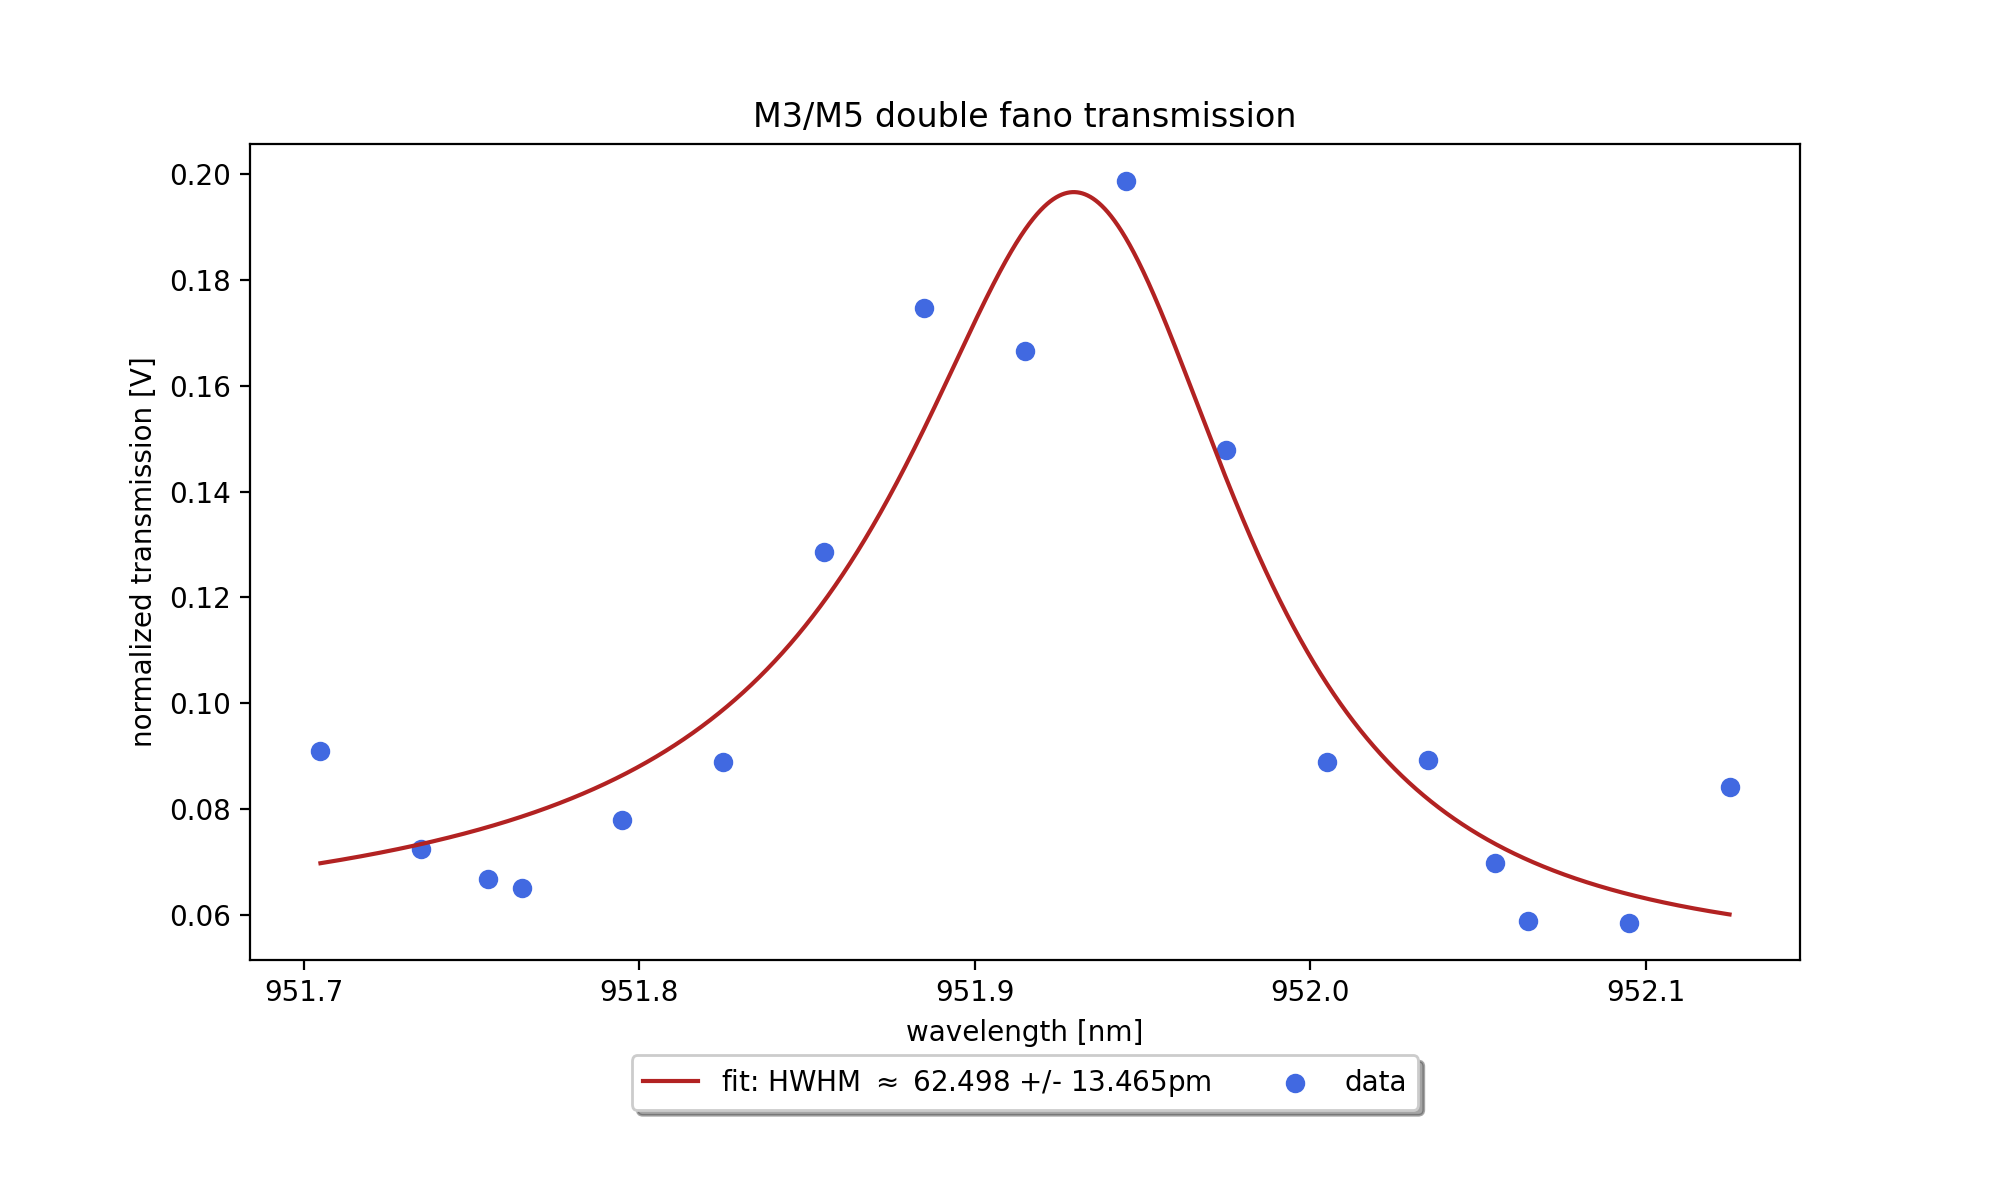 M3/M5 double fano transmission
normalized transmission [V]
0.20
0.18
0.16
0.14
0.12
0.10
0.08
0.06
951.7 951.8 951.9 952.0 952.1
wavelength [nm]
fit: HWHM ≈ 62.498 +/- 13.465pm data